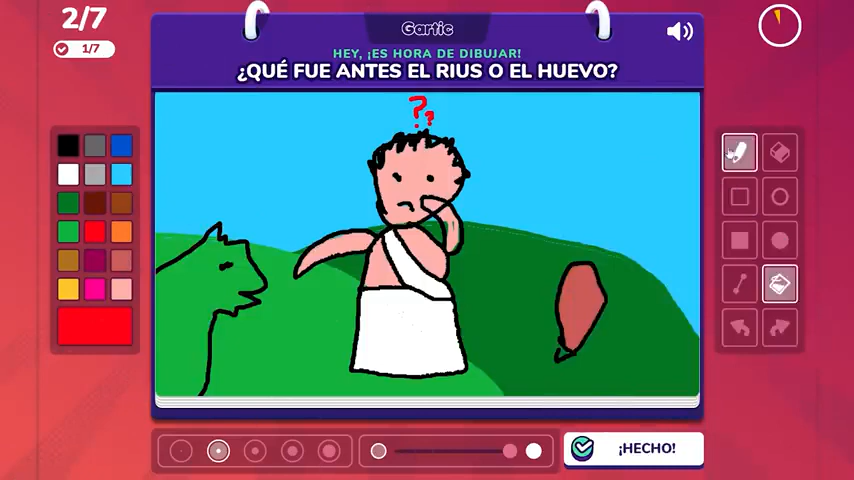 2/7
1/7
Gartic
HEY, ¡ES HORA DE DIBUJAR!
¿QUÉ FUE ANTES EL RIUS O EL HUEVO?
??
¡HECHO!